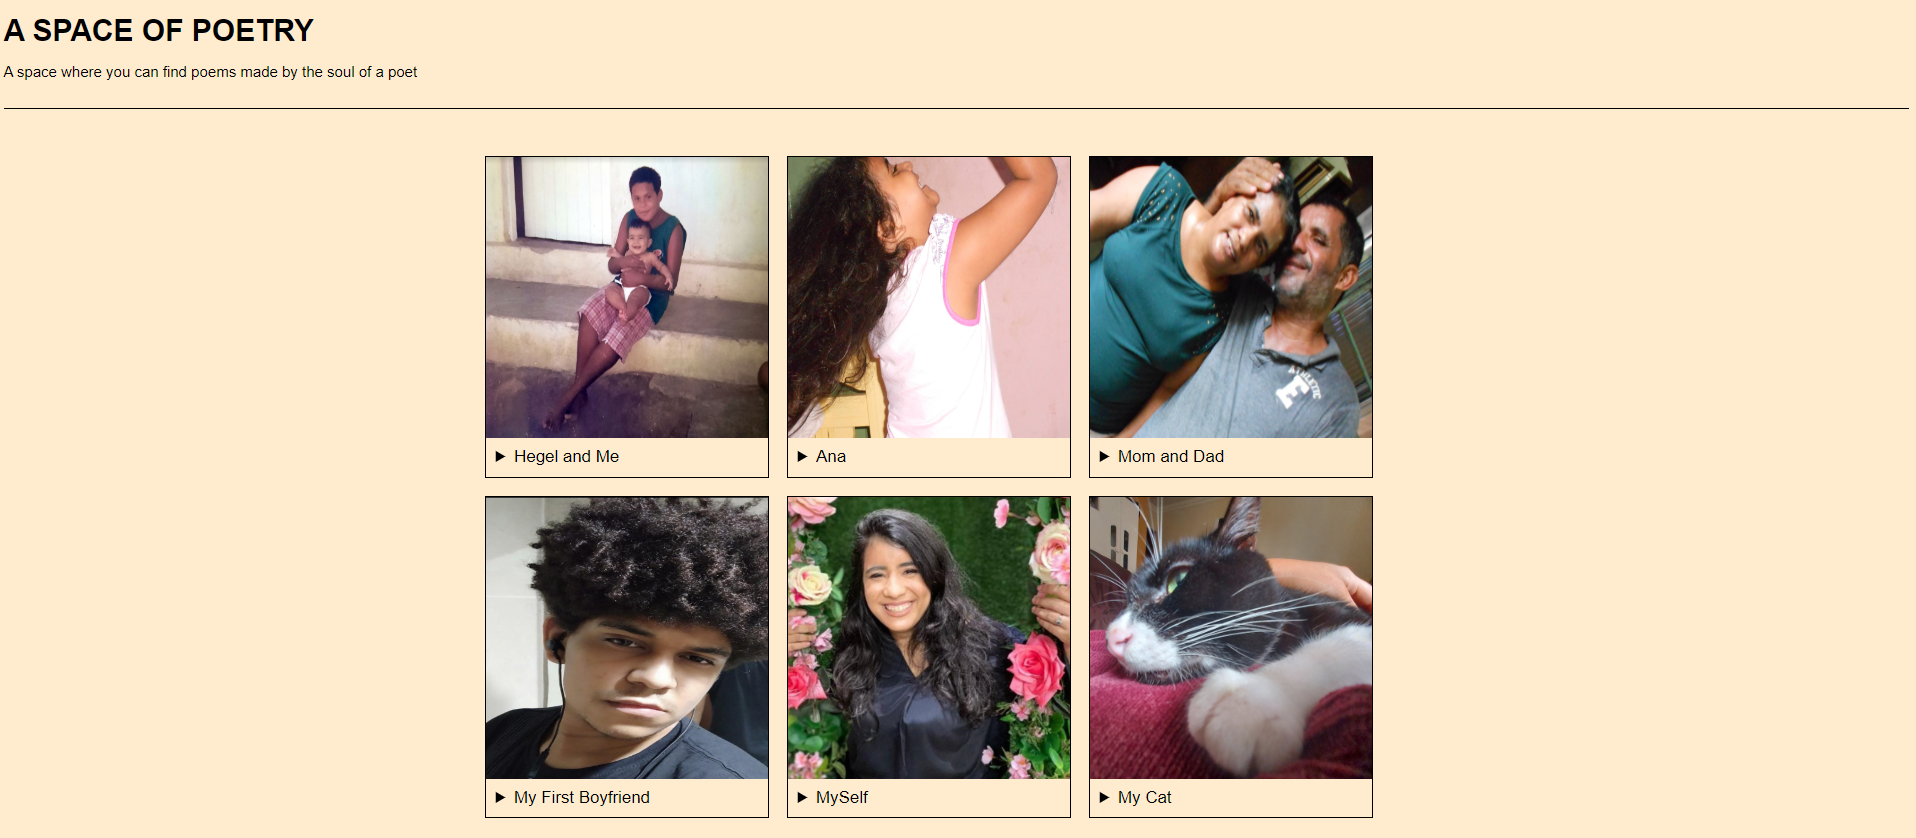 A SPACE OF POETRY
A space where you can find poems made by the soul of a poet
Hegel and Me
Ana
Mom and Dad
ATHLETIC
E
My First Boyfriend
MySelf
My Cat